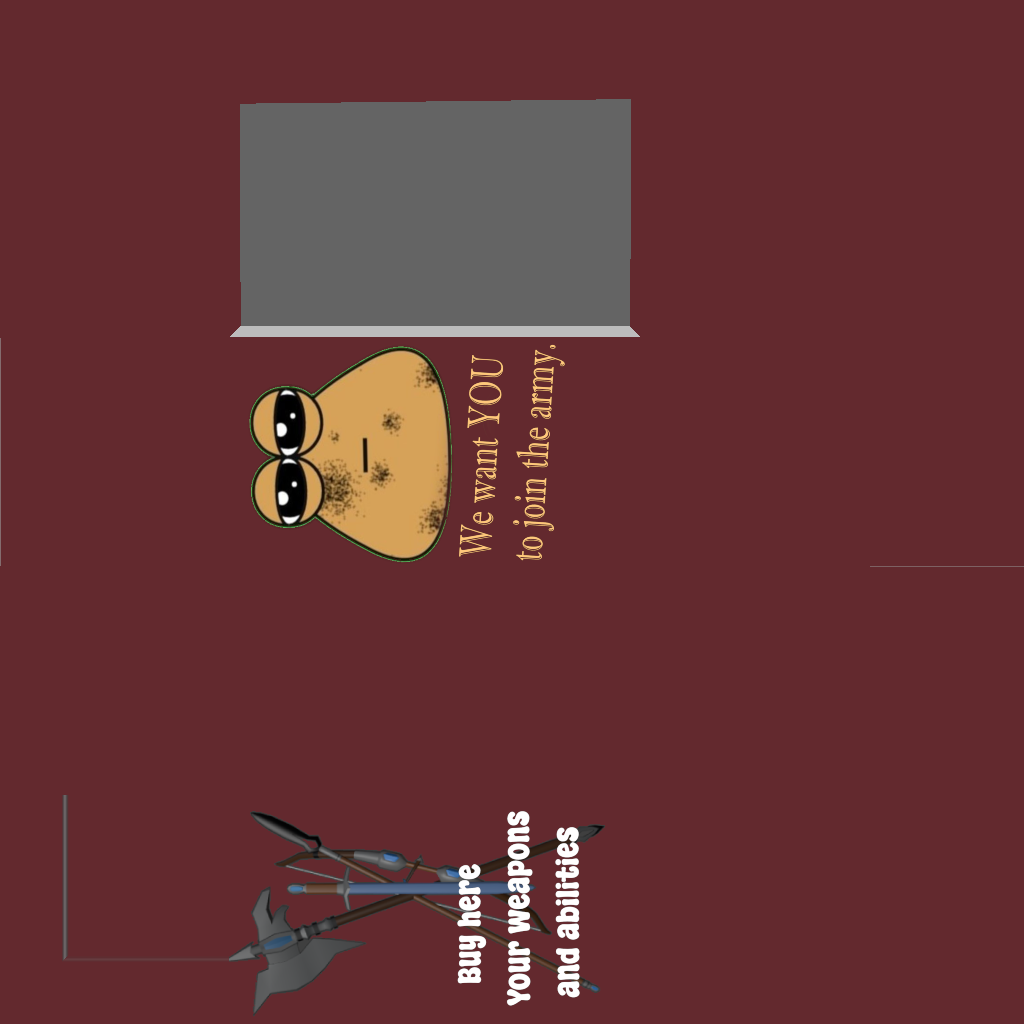 We want YOU
to join the army.
Buy here
Your weapons
and abilities